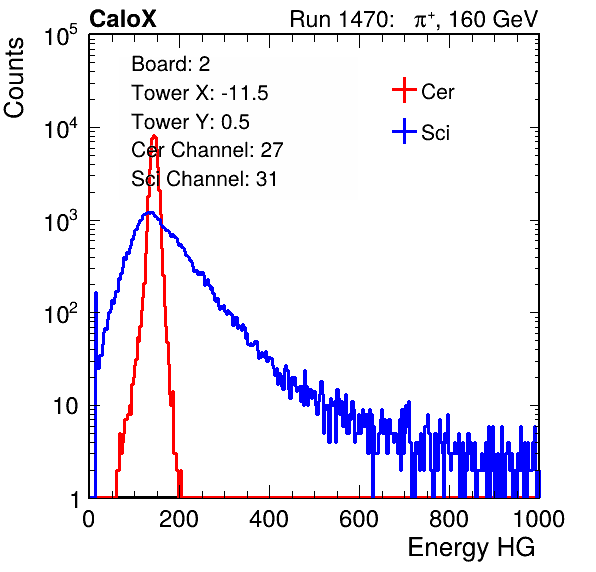 CaloX Run 1470: π⁺, 160 GeV
Counts
Board: 2
Tower X: -11.5
Tower Y: 0.5
Cer Channel: 27
Sci Channel: 31
Cer
Sci
10⁵
10⁴
10³
10²
10
1
0 200 400 600 800 1000
Energy HG